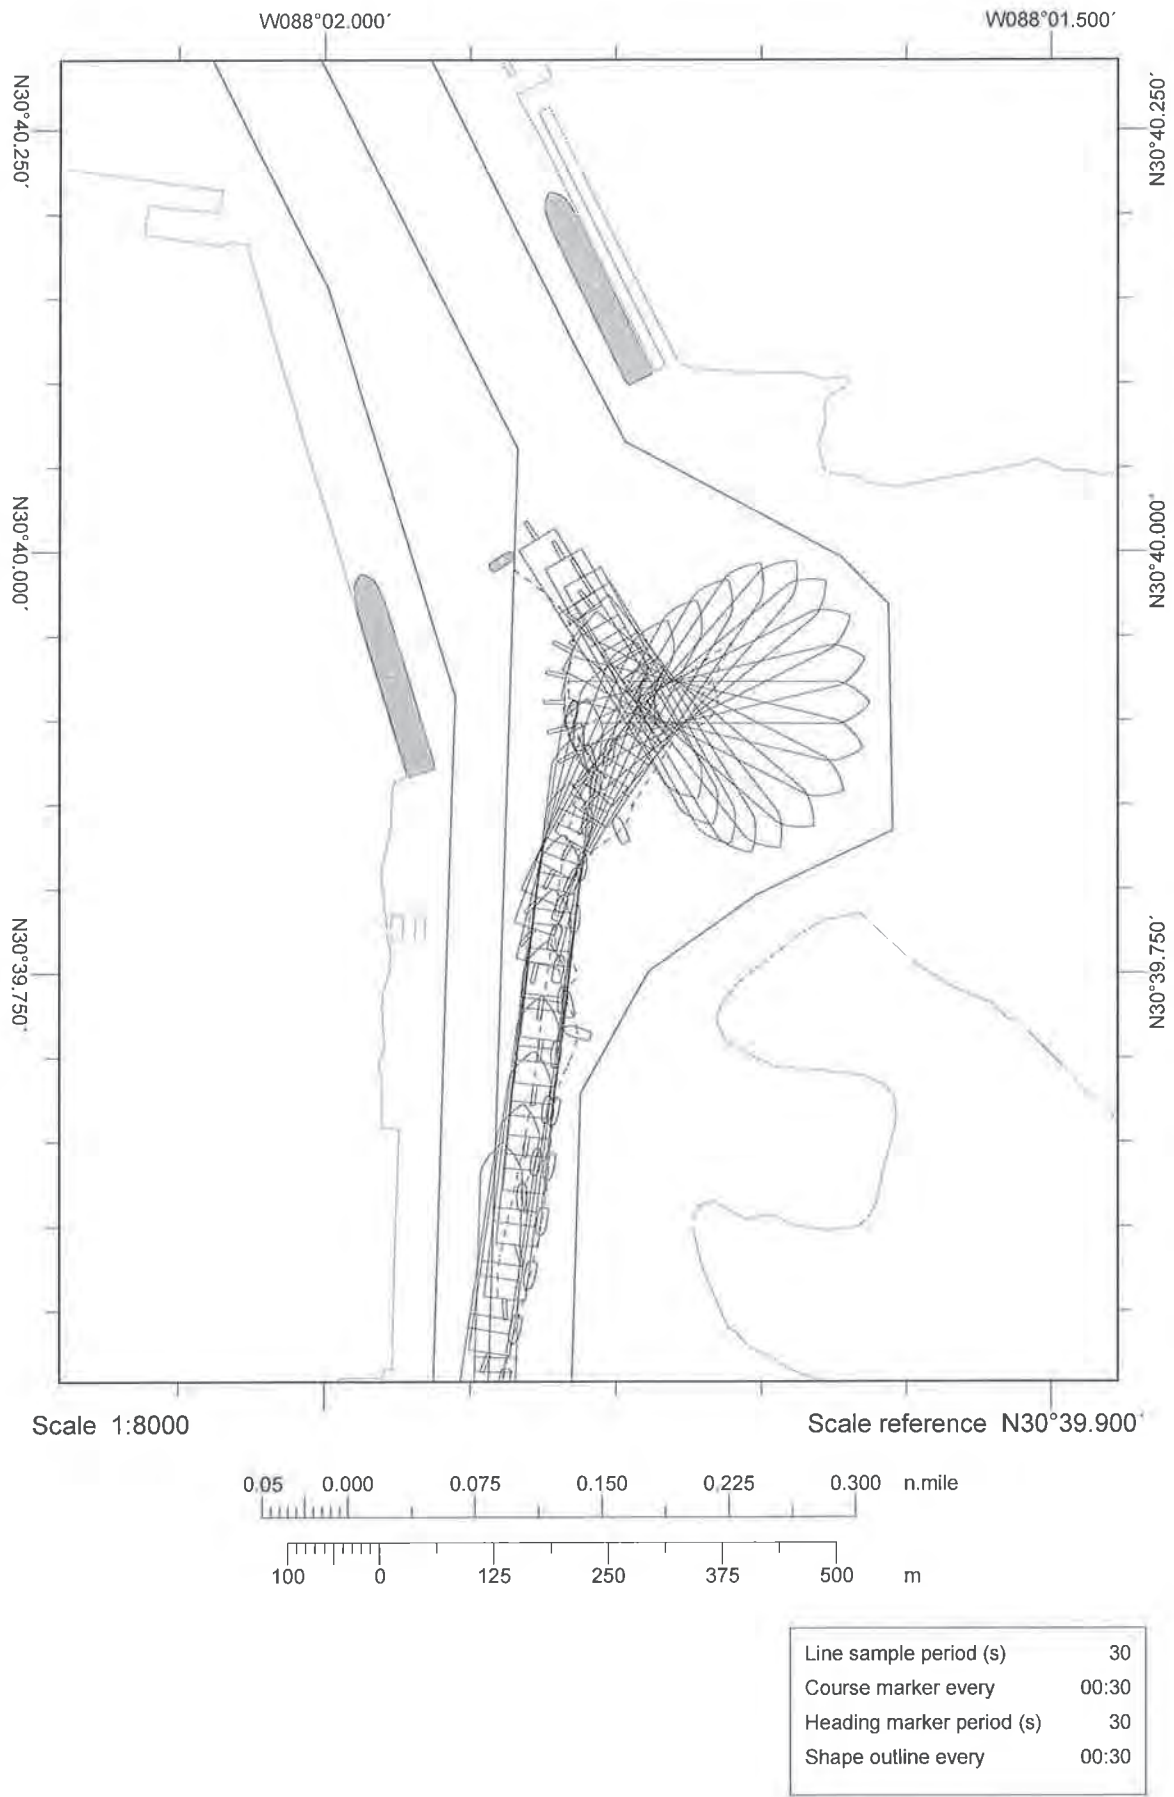 W088°02.000´ W088°01.500´
N30°40.250´ N30°40.250´
N30°40.000´ N30°40.000´
N30°39.750´ N30°39.750´
Scale 1:8000 Scale reference N30°39.900´
0.05 0.000 0.075 0.150 0.225 0.300 n.mile
100 0 125 250 375 500 m
Line sample period (s) 30
Course marker every 00:30
Heading marker period (s) 30
Shape outline every 00:30